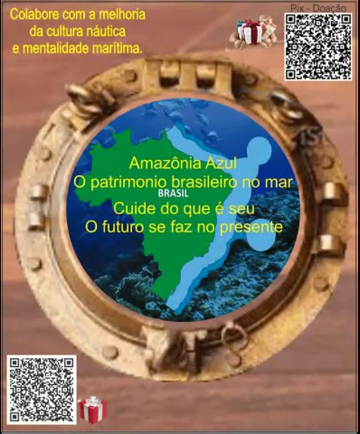 Colabore com a melhoria
da cultura náutica
e mentalidade marítima.
Pix - Doação
Amazônia Azul
O patrimonio brasileiro no mar
BRASIL
Cuide do que é seu
O futuro se faz no presente